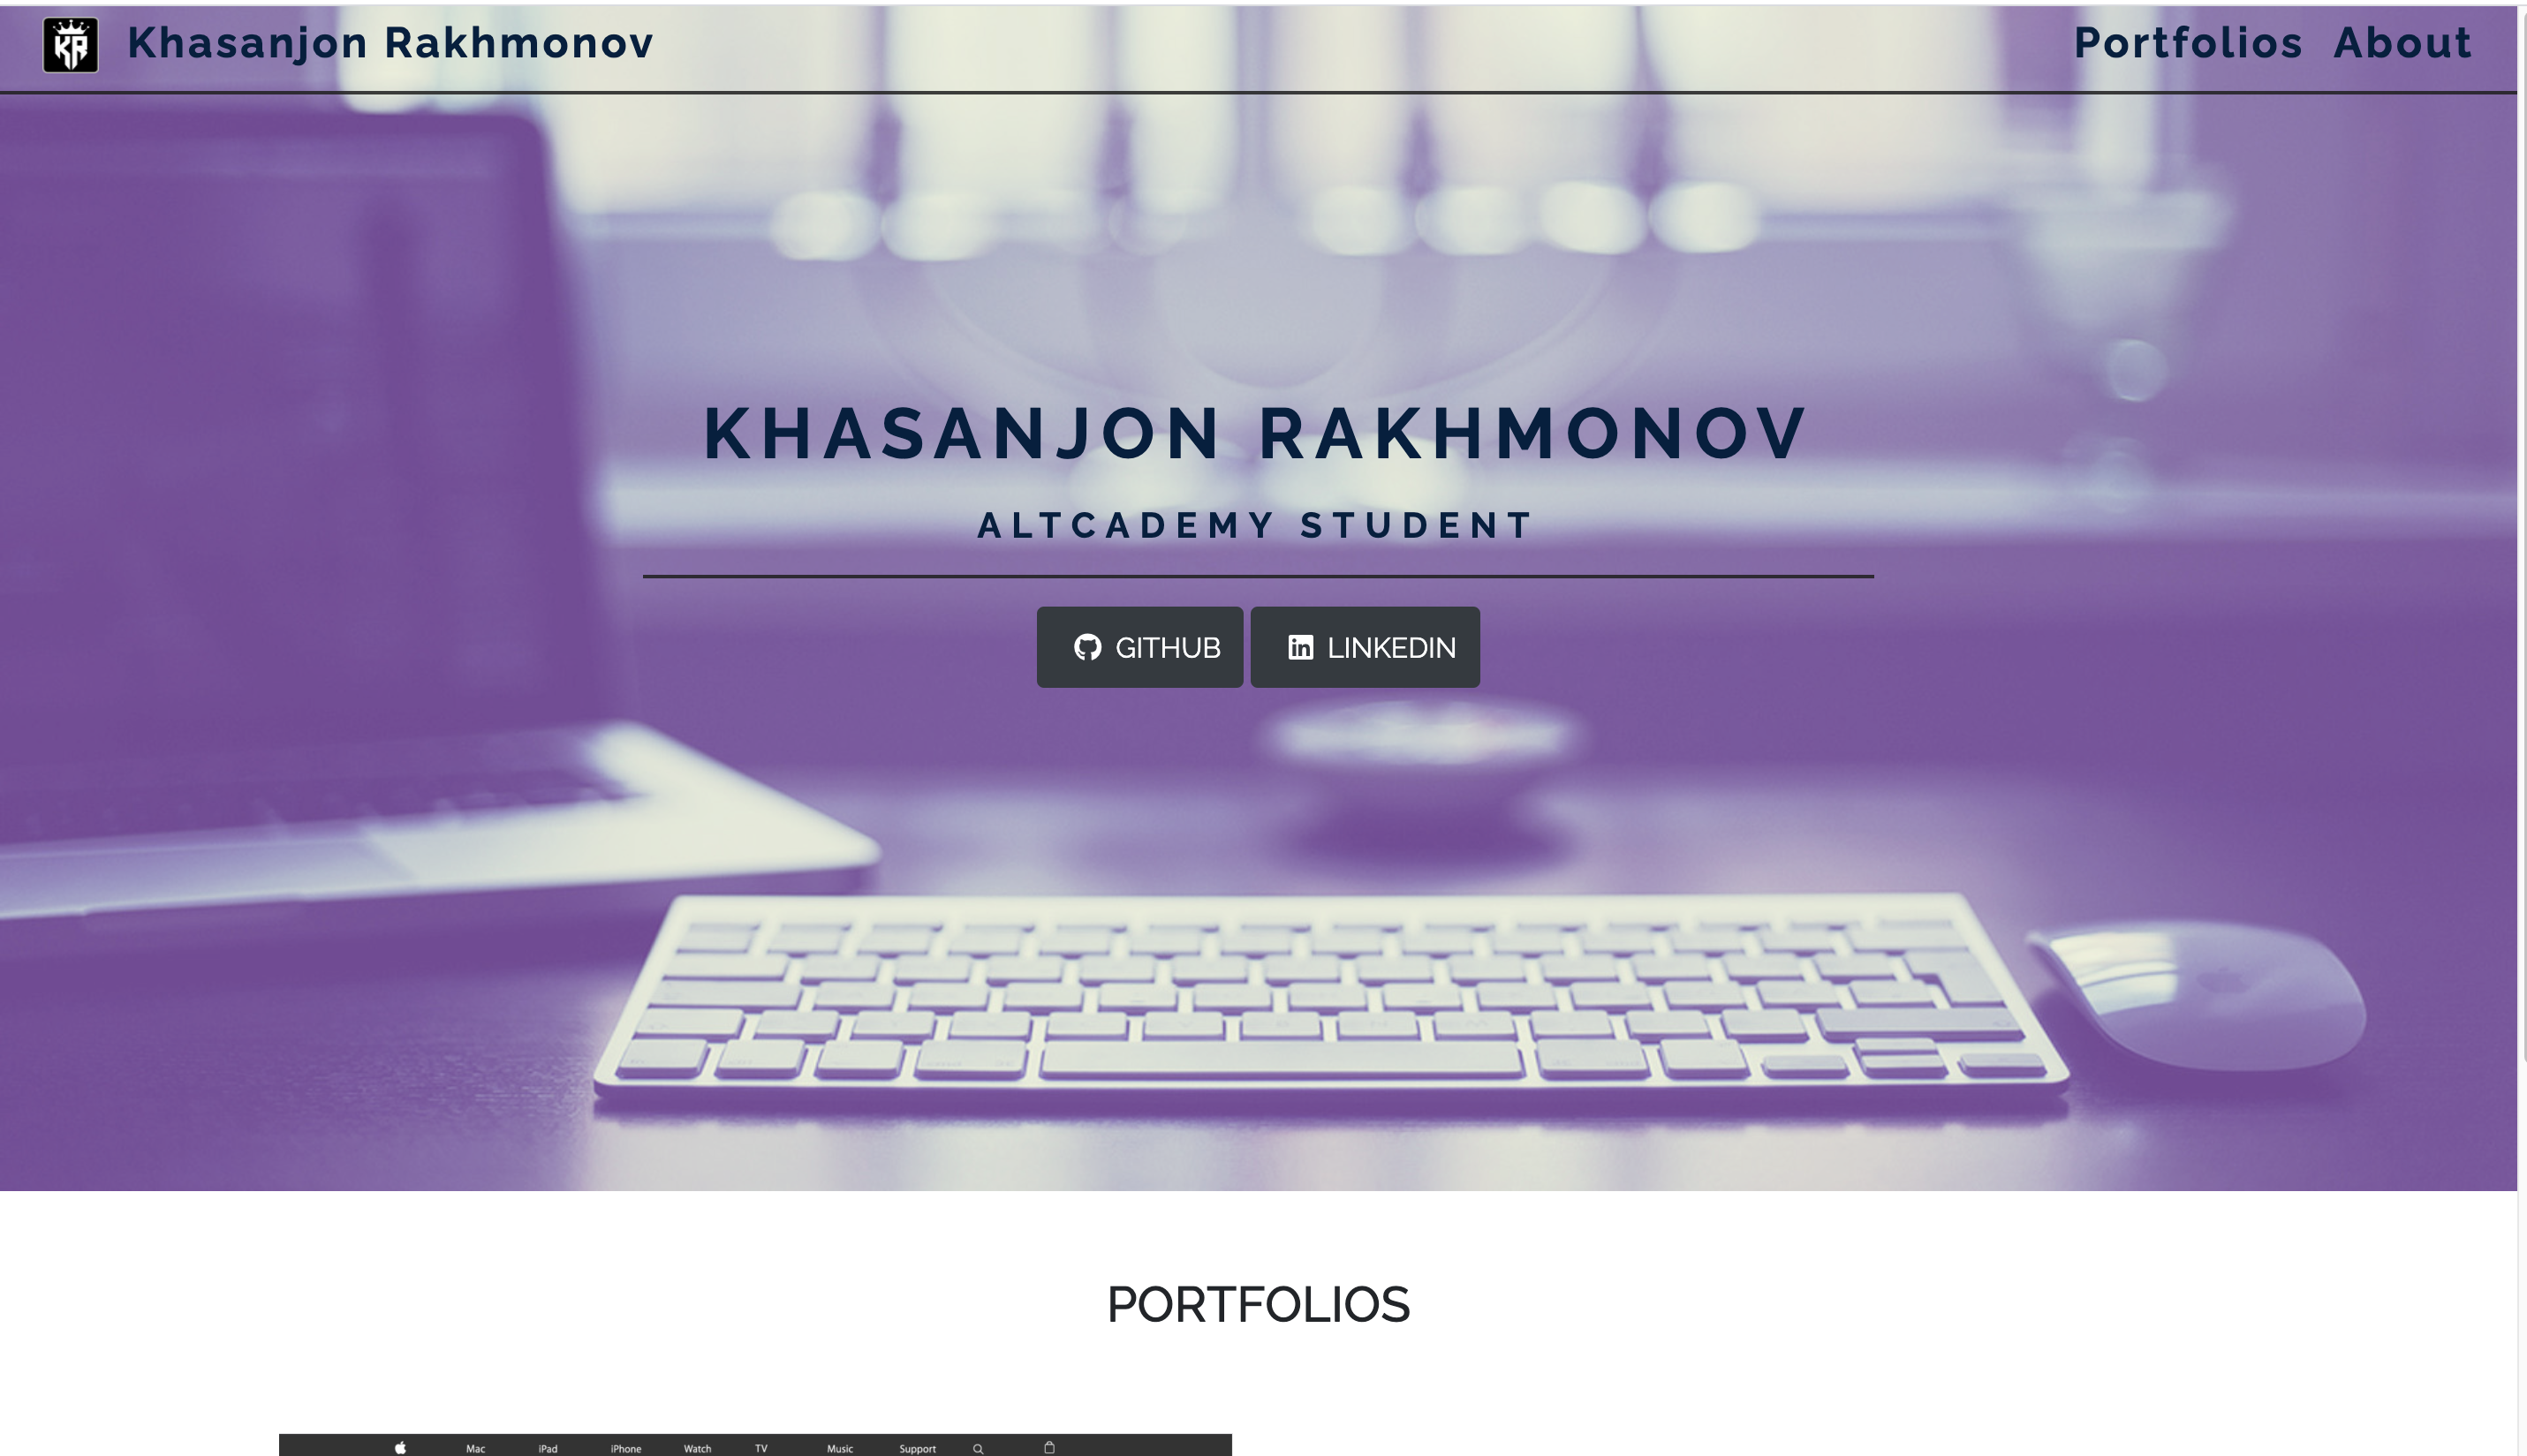 KR
Khasanjon Rakhmonov
Portfolios About
KHASANJON RAKHMONOV
ALTCADEMY STUDENT
GITHUB
LINKEDIN
PORTFOLIOS
Mac iPad iPhone Watch TV Music Support